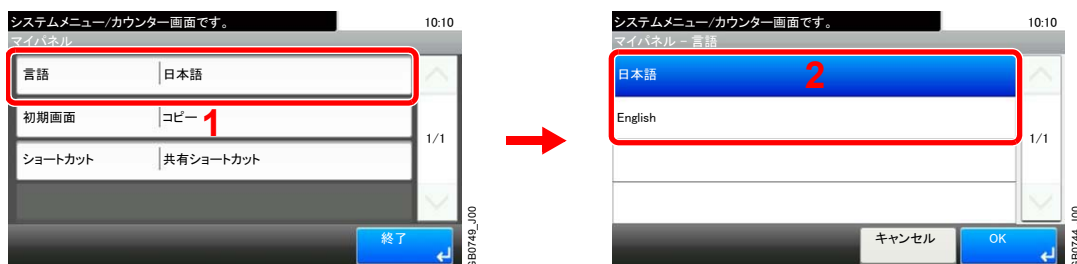 システムメニュー/カウンター画面です。 10:10
マイパネル
言語 日本語
初期画面 コピー
1
ショートカット 共有ショートカット
1/1
終了
GB0749_J00
システムメニュー/カウンター画面です。 10:10
マイパネル - 言語
日本語
2
English
1/1
キャンセル OK
GB0744_J00